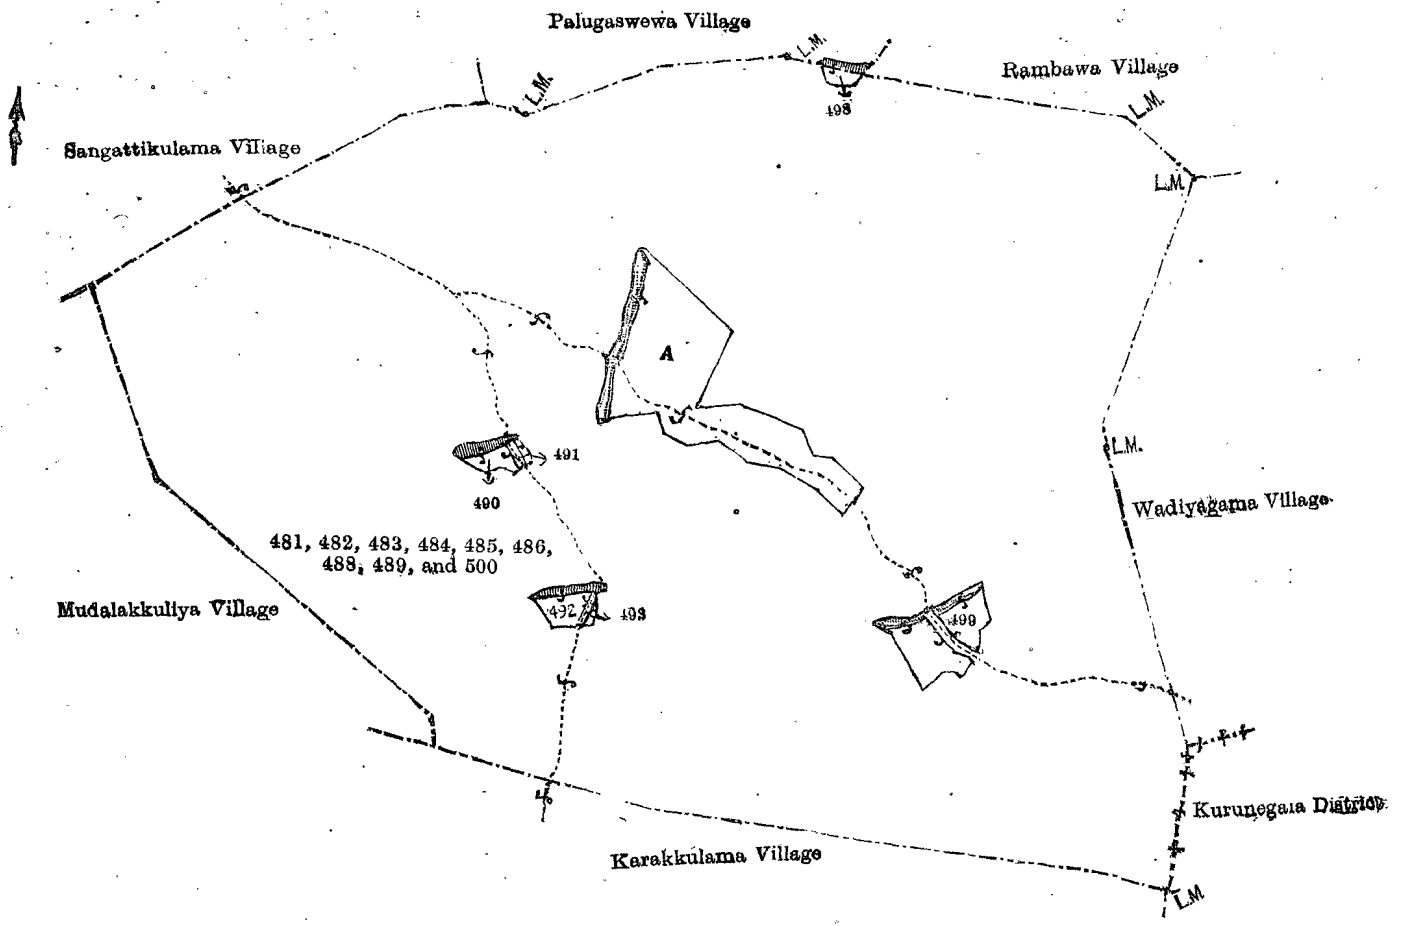 Palugaswewa Village
L.M.
Rambawa Village
L.M.
498
L.M.
Sangattikulama Village
L.M.
A
L.M.
491
490
Wadiyagama Village
481, 482, 483, 484, 485, 486,
488, 489, and 500
Mudalakkuliya Village
492
493
499
Kurunegala District
Karakkulama Village
L.M.